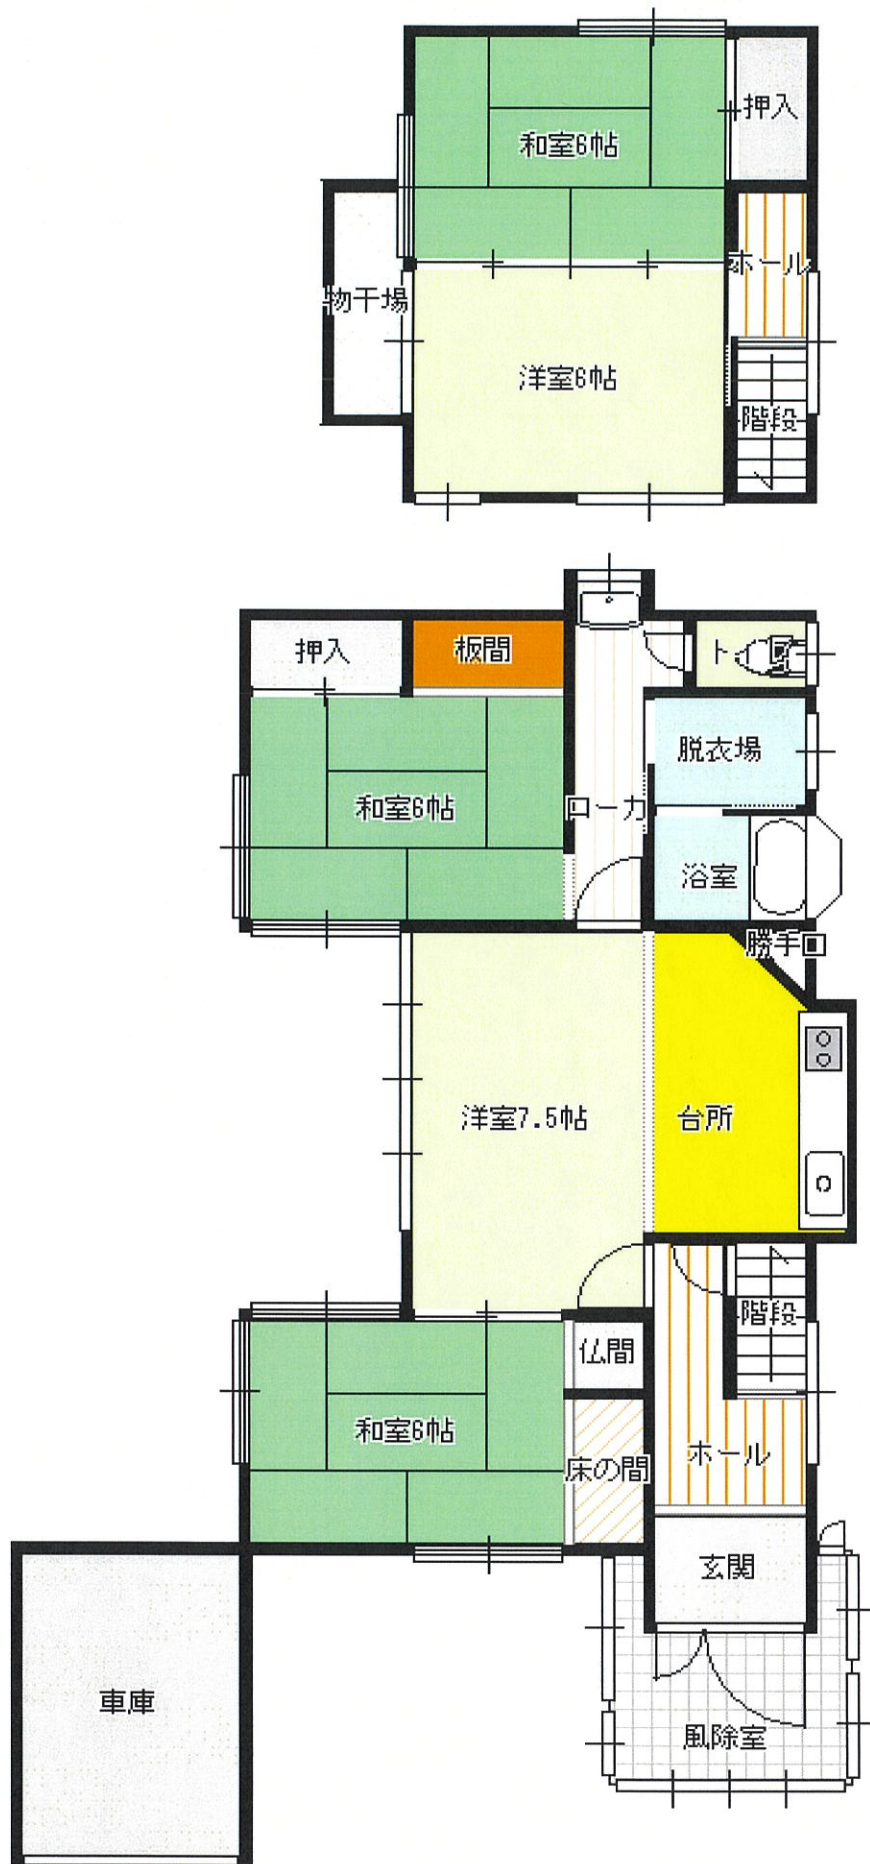 押入
和室6帖
ホール
物干場
洋室6帖
階段
押入
板間
ト
脱衣場
和室6帖
ローカ
浴室
勝手口
洋室7.5帖
台所
階段
仏間
和室6帖
ホール
床の間
玄関
車庫
風除室